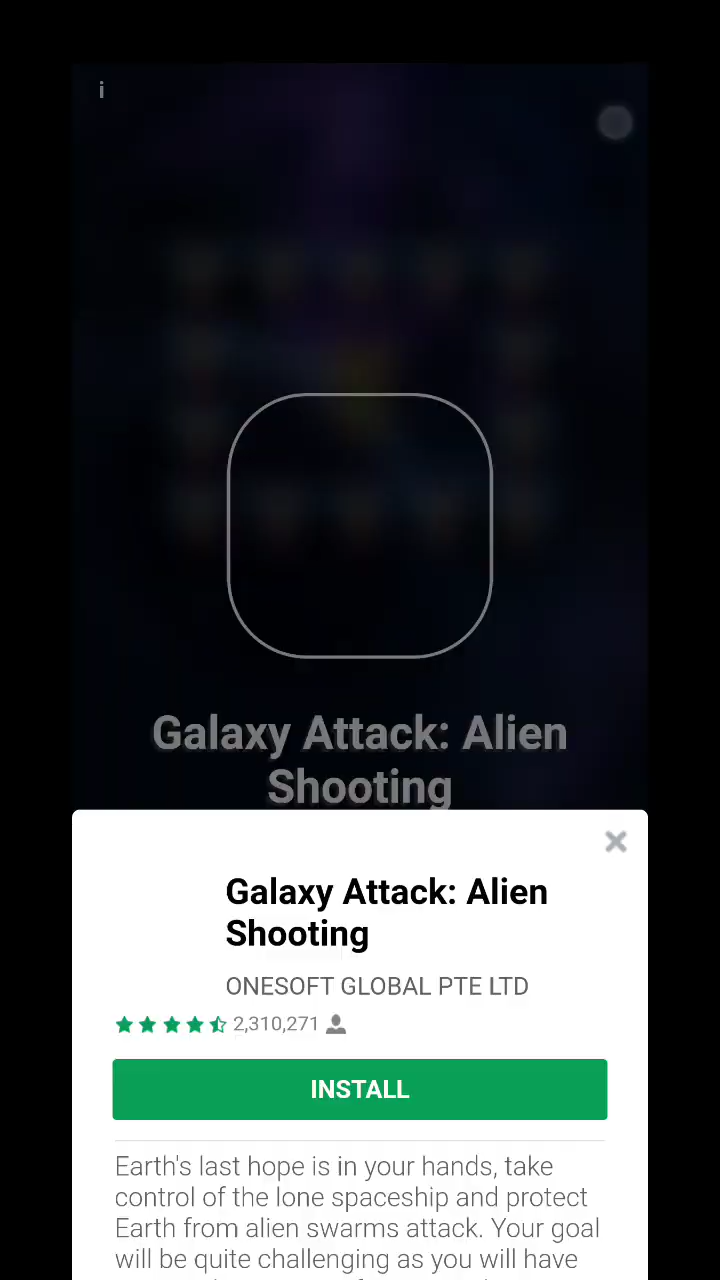 i
Galaxy Attack: Alien
Shooting
Galaxy Attack: Alien
Shooting
ONESOFT GLOBAL PTE LTD
2,310,271
INSTALL
Earth's last hope is in your hands, take
control of the lone spaceship and protect
Earth from alien swarms attack. Your goal
will be quite challenging as you will have